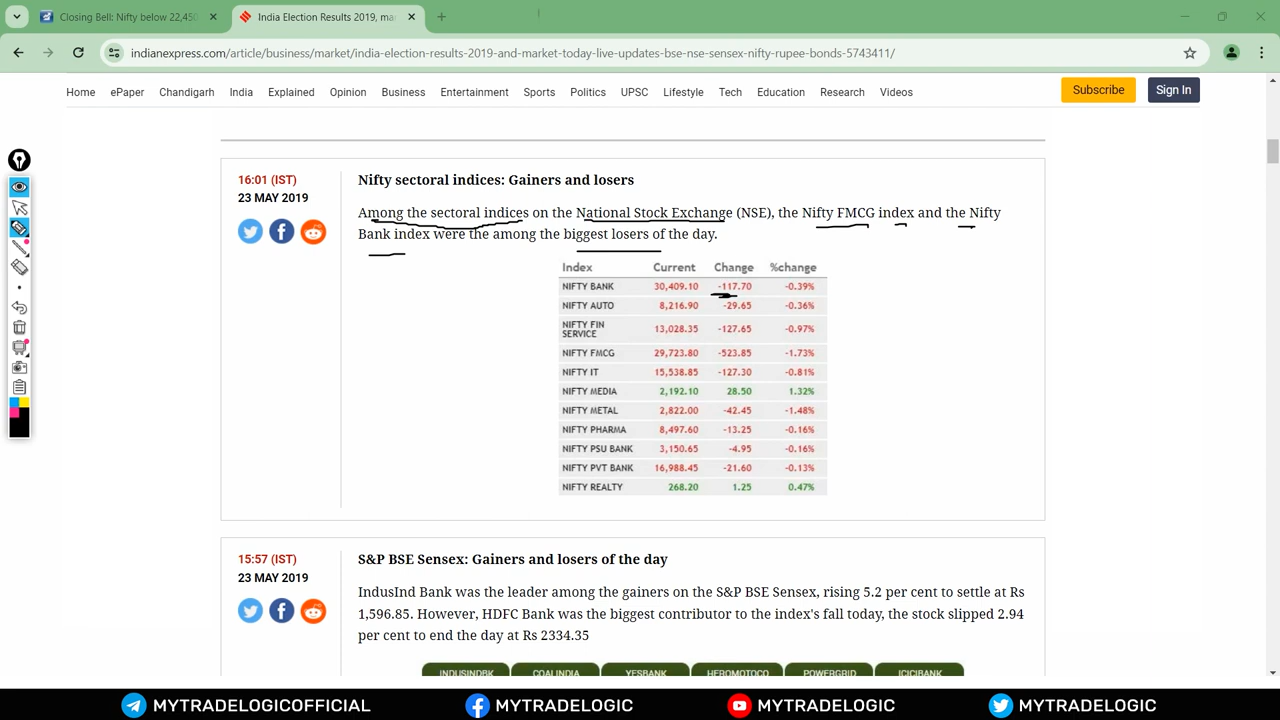 Closing Bell: Nifty below 22,450
India Election Results 2019, mar
indianexpress.com/article/business/market/india-election-results-2019-and-market-today-live-updates-bse-nse-sensex-nifty-rupee-bonds-5743411/
Home ePaper Chandigarh India Explained Opinion Business Entertainment Sports Politics UPSC Lifestyle Tech Education Research Videos Subscribe Sign In
16:01 (IST)
23 MAY 2019
Nifty sectoral indices: Gainers and losers
Among the sectoral indices on the National Stock Exchange (NSE), the Nifty FMCG index and the Nifty
Bank index were the among the biggest losers of the day.
Index Current Change %change
NIFTY BANK 30,409.10 -117.70 -0.39%
NIFTY AUTO 8,216.90 -29.65 -0.36%
NIFTY FIN
SERVICE 13,028.35 -127.65 -0.97%
NIFTY FMCG 29,723.80 -523.85 -1.73%
NIFTY IT 15,538.85 -127.30 -0.81%
NIFTY MEDIA 2,192.10 28.50 1.32%
NIFTY METAL 2,822.00 -42.45 -1.48%
NIFTY PHARMA 8,497.60 -13.25 -0.16%
NIFTY PSU BANK 3,150.65 -4.95 -0.16%
NIFTY PVT BANK 16,988.45 -21.60 -0.13%
NIFTY REALTY 268.20 1.25 0.47%
15:57 (IST)
23 MAY 2019
S&P BSE Sensex: Gainers and losers of the day
IndusInd Bank was the leader among the gainers on the S&P BSE Sensex, rising 5.2 per cent to settle at Rs
1,596.85. However, HDFC Bank was the biggest contributor to the index's fall today, the stock slipped 2.94
per cent to end the day at Rs 2334.35
INDUSINDBK COALINDIA YESBANK HEROMOTOCO POWERGRID ICICIBANK
MYTRADELOGICOFFICIAL MYTRADELOGIC MYTRADELOGIC MYTRADELOGIC